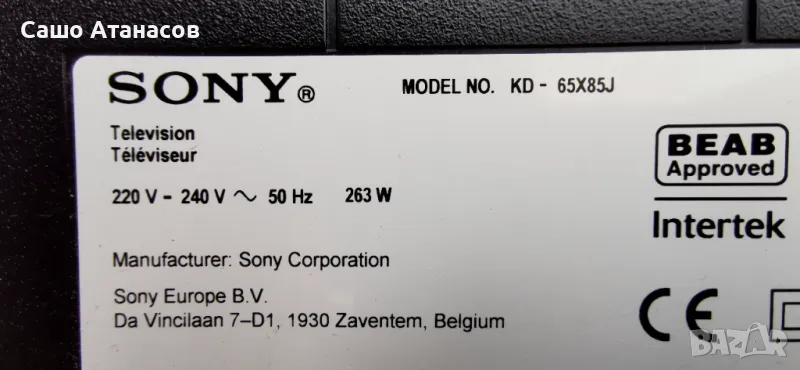 Сашо Атанасов
SONY®
MODEL NO. KD - 65X85J
Television
Téléviseur
220 V - 240 V ~ 50 Hz 263 W
BEAB
Approved
Intertek
Manufacturer: Sony Corporation
Sony Europe B.V.
Da Vincilaan 7–D1, 1930 Zaventem, Belgium
CE
BAZAR